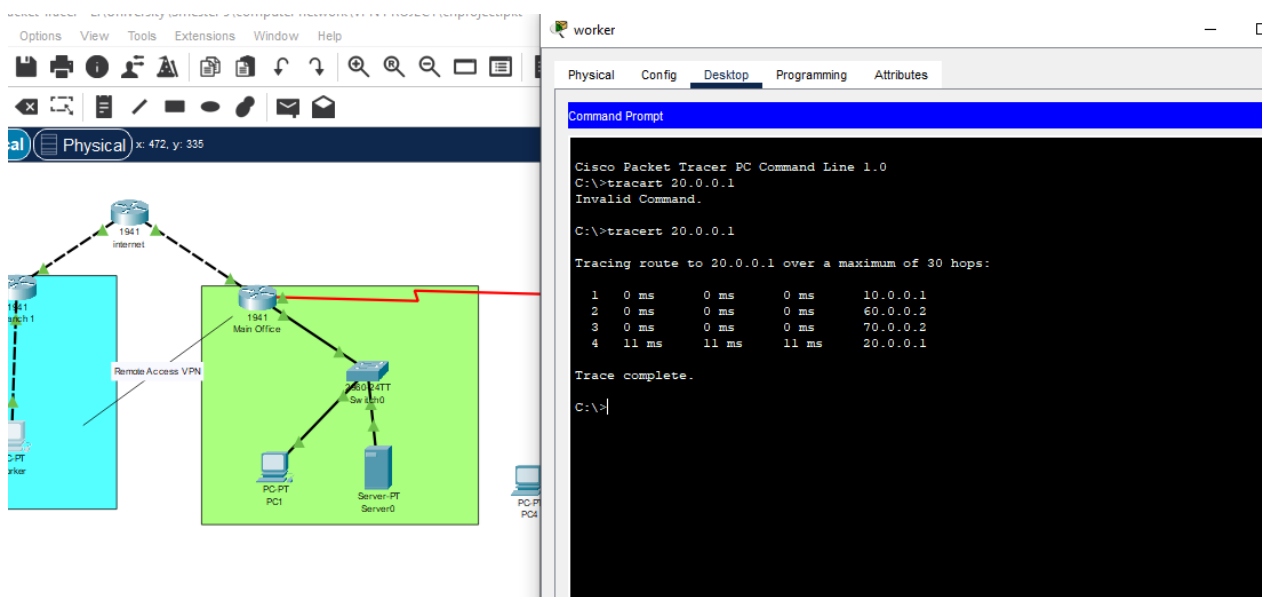 Options View Tools Extensions Window Help
Physical x: 472, y: 335
1941
internet
1941
Main Office
Remote Access VPN
Switch0
PC-PT
PC1
Server-PT
Server0
PC4
worker
Physical Config Desktop Programming Attributes
Command Prompt
Cisco Packet Tracer PC Command Line 1.0
C:\>tracart 20.0.0.1
Invalid Command.
C:\>tracert 20.0.0.1
Tracing route to 20.0.0.1 over a maximum of 30 hops:
1 0 ms 0 ms 0 ms 10.0.0.1
2 0 ms 0 ms 0 ms 60.0.0.2
3 0 ms 0 ms 0 ms 70.0.0.2
4 11 ms 11 ms 11 ms 20.0.0.1
Trace complete.
C:\>